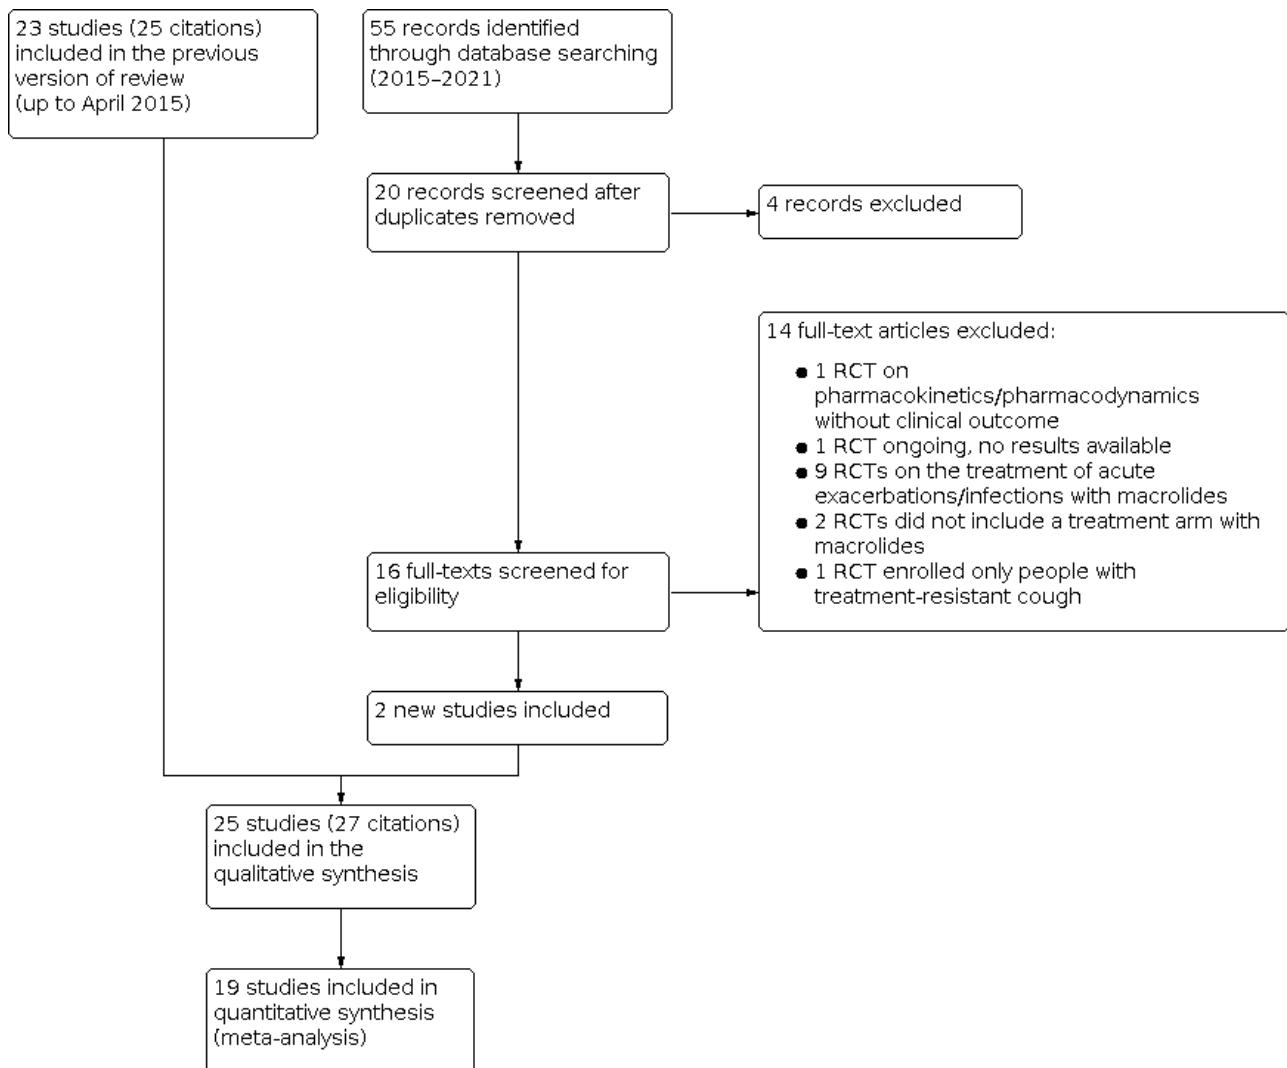 23 studies (25 citations)
included in the previous
version of review
(up to April 2015)
55 records identified
through database searching
(2015–2021)
20 records screened after
duplicates removed
4 records excluded
14 full-text articles excluded:
● 1 RCT on
pharmacokinetics/pharmacodynamics
without clinical outcome
● 1 RCT ongoing, no results available
● 9 RCTs on the treatment of acute
exacerbations/infections with macrolides
● 2 RCTs did not include a treatment arm with
macrolides
● 1 RCT enrolled only people with
treatment-resistant cough
16 full-texts screened for
eligibility
2 new studies included
25 studies (27 citations)
included in the
qualitative synthesis
19 studies included in
quantitative synthesis
(meta-analysis)